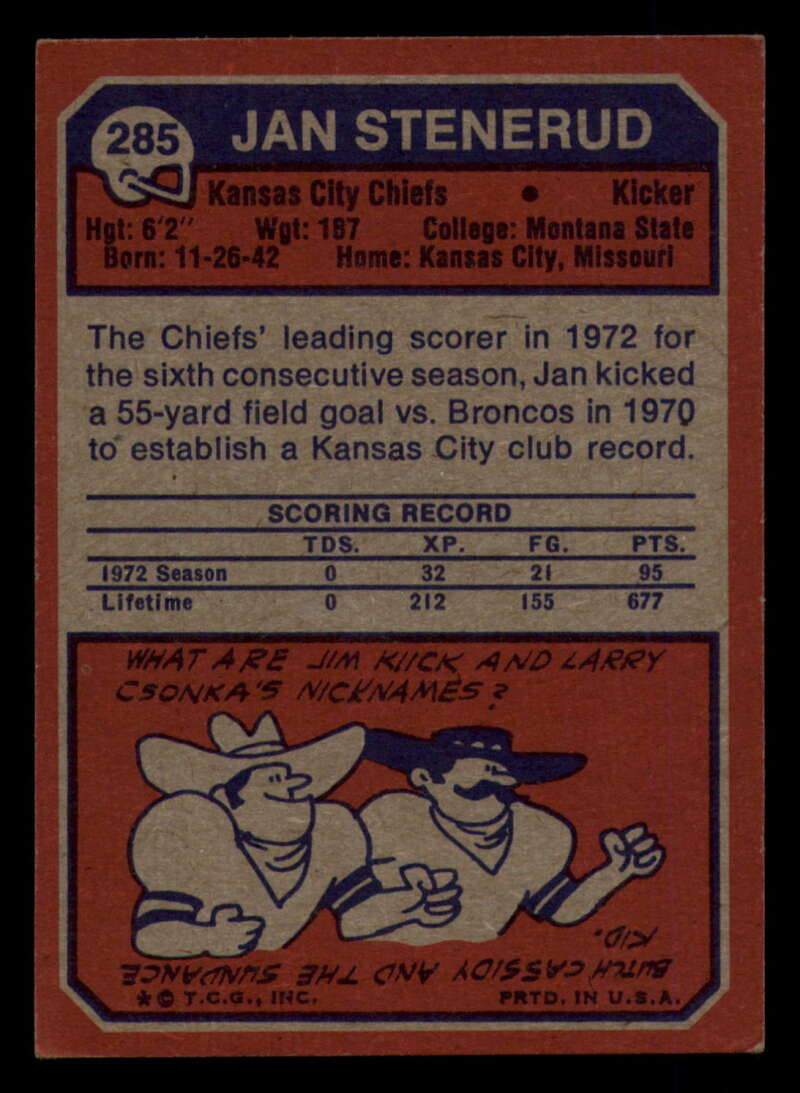 285 JAN STENERUD
Kansas City Chiefs • Kicker
Hgt: 6'2" Wgt: 187 College: Montana State
Born: 11-26-42 Home: Kansas City, Missouri
The Chiefs' leading scorer in 1972 for
the sixth consecutive season, Jan kicked
a 55-yard field goal vs. Broncos in 1970
to establish a Kansas City club record.
SCORING RECORD
TDS. XP. FG. PTS.
1972 Season 0 32 21 95
Lifetime 0 212 155 677
WHAT ARE JIM KIICK AND LARRY
CSONKA'S NICKNAMES?
BUTCH CASSIDY AND THE SUNDANCE
KID.
* © T.C.G., INC. PRTD. IN U.S.A.